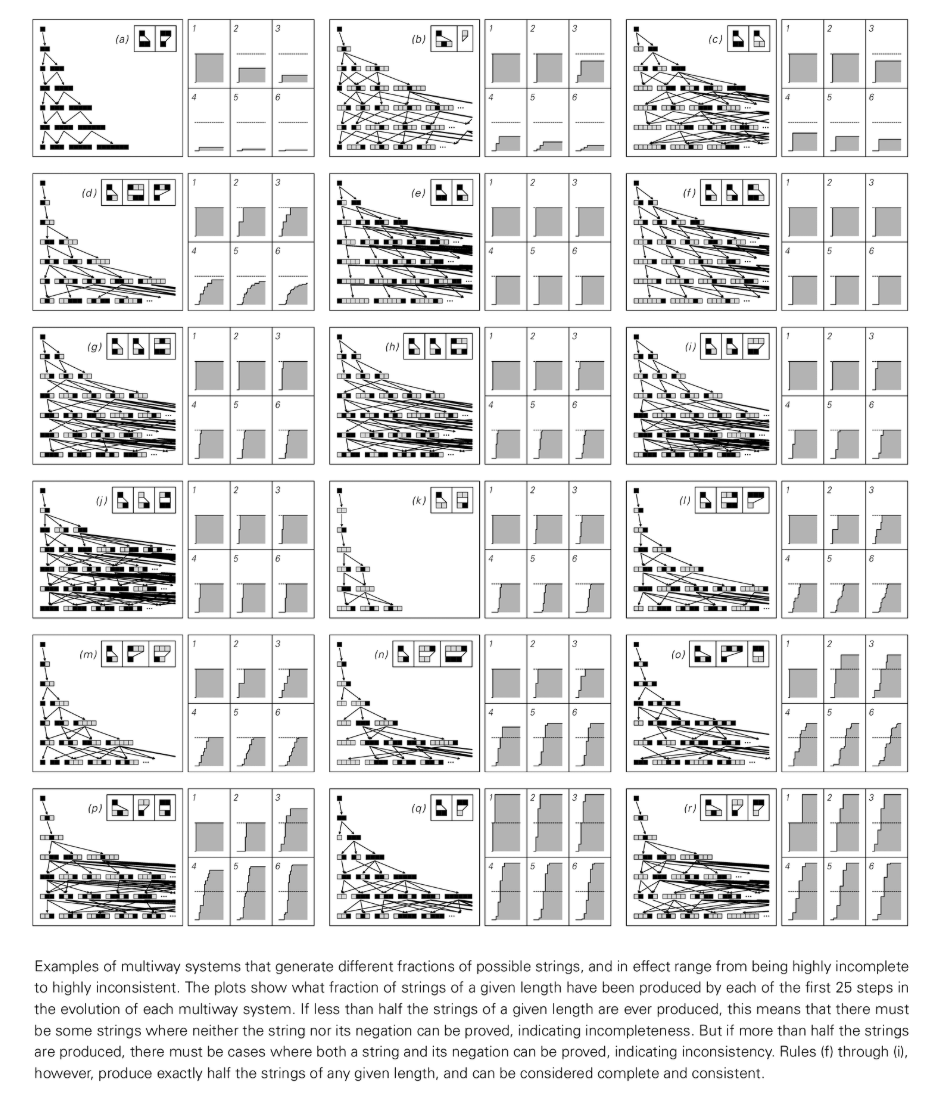 (a)
1 2 3
4 5 6
(b)
1 2 3
4 5 6
...
(c)
1 2 3
4 5 6
...
(d)
1 2 3
4 5 6
...
(e)
1 2 3
4 5 6
...
(f)
1 2 3
4 5 6
...
(g)
1 2 3
4 5 6
...
(h)
1 2 3
4 5 6
...
(i)
1 2 3
4 5 6
...
(j)
1 2 3
4 5 6
...
(k)
1 2 3
4 5 6
(l)
1 2 3
4 5 6
...
(m)
1 2 3
4 5 6
...
(n)
1 2 3
4 5 6
...
(o)
1 2 3
4 5 6
...
(p)
1 2 3
4 5 6
...
(q)
1 2 3
4 5 6
...
(r)
1 2 3
4 5 6
...
Examples of multiway systems that generate different fractions of possible strings, and in effect range from being highly incomplete
to highly inconsistent. The plots show what fraction of strings of a given length have been produced by each of the first 25 steps in
the evolution of each multiway system. If less than half the strings of a given length are ever produced, this means that there must
be some strings where neither the string nor its negation can be proved, indicating incompleteness. But if more than half the strings
are produced, there must be cases where both a string and its negation can be proved, indicating inconsistency. Rules (f) through (i),
however, produce exactly half the strings of any given length, and can be considered complete and consistent.